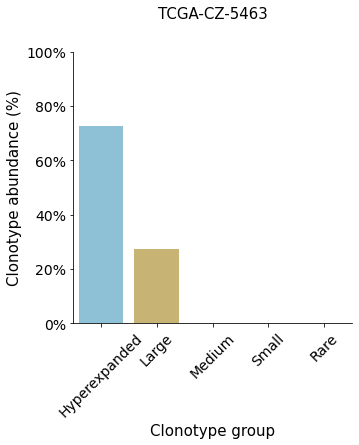 TCGA-CZ-5463
100%
80%
60%
40%
20%
0%
Clonotype abundance (%)
Hyperexpanded
Large
Medium
Small
Rare
Clonotype group